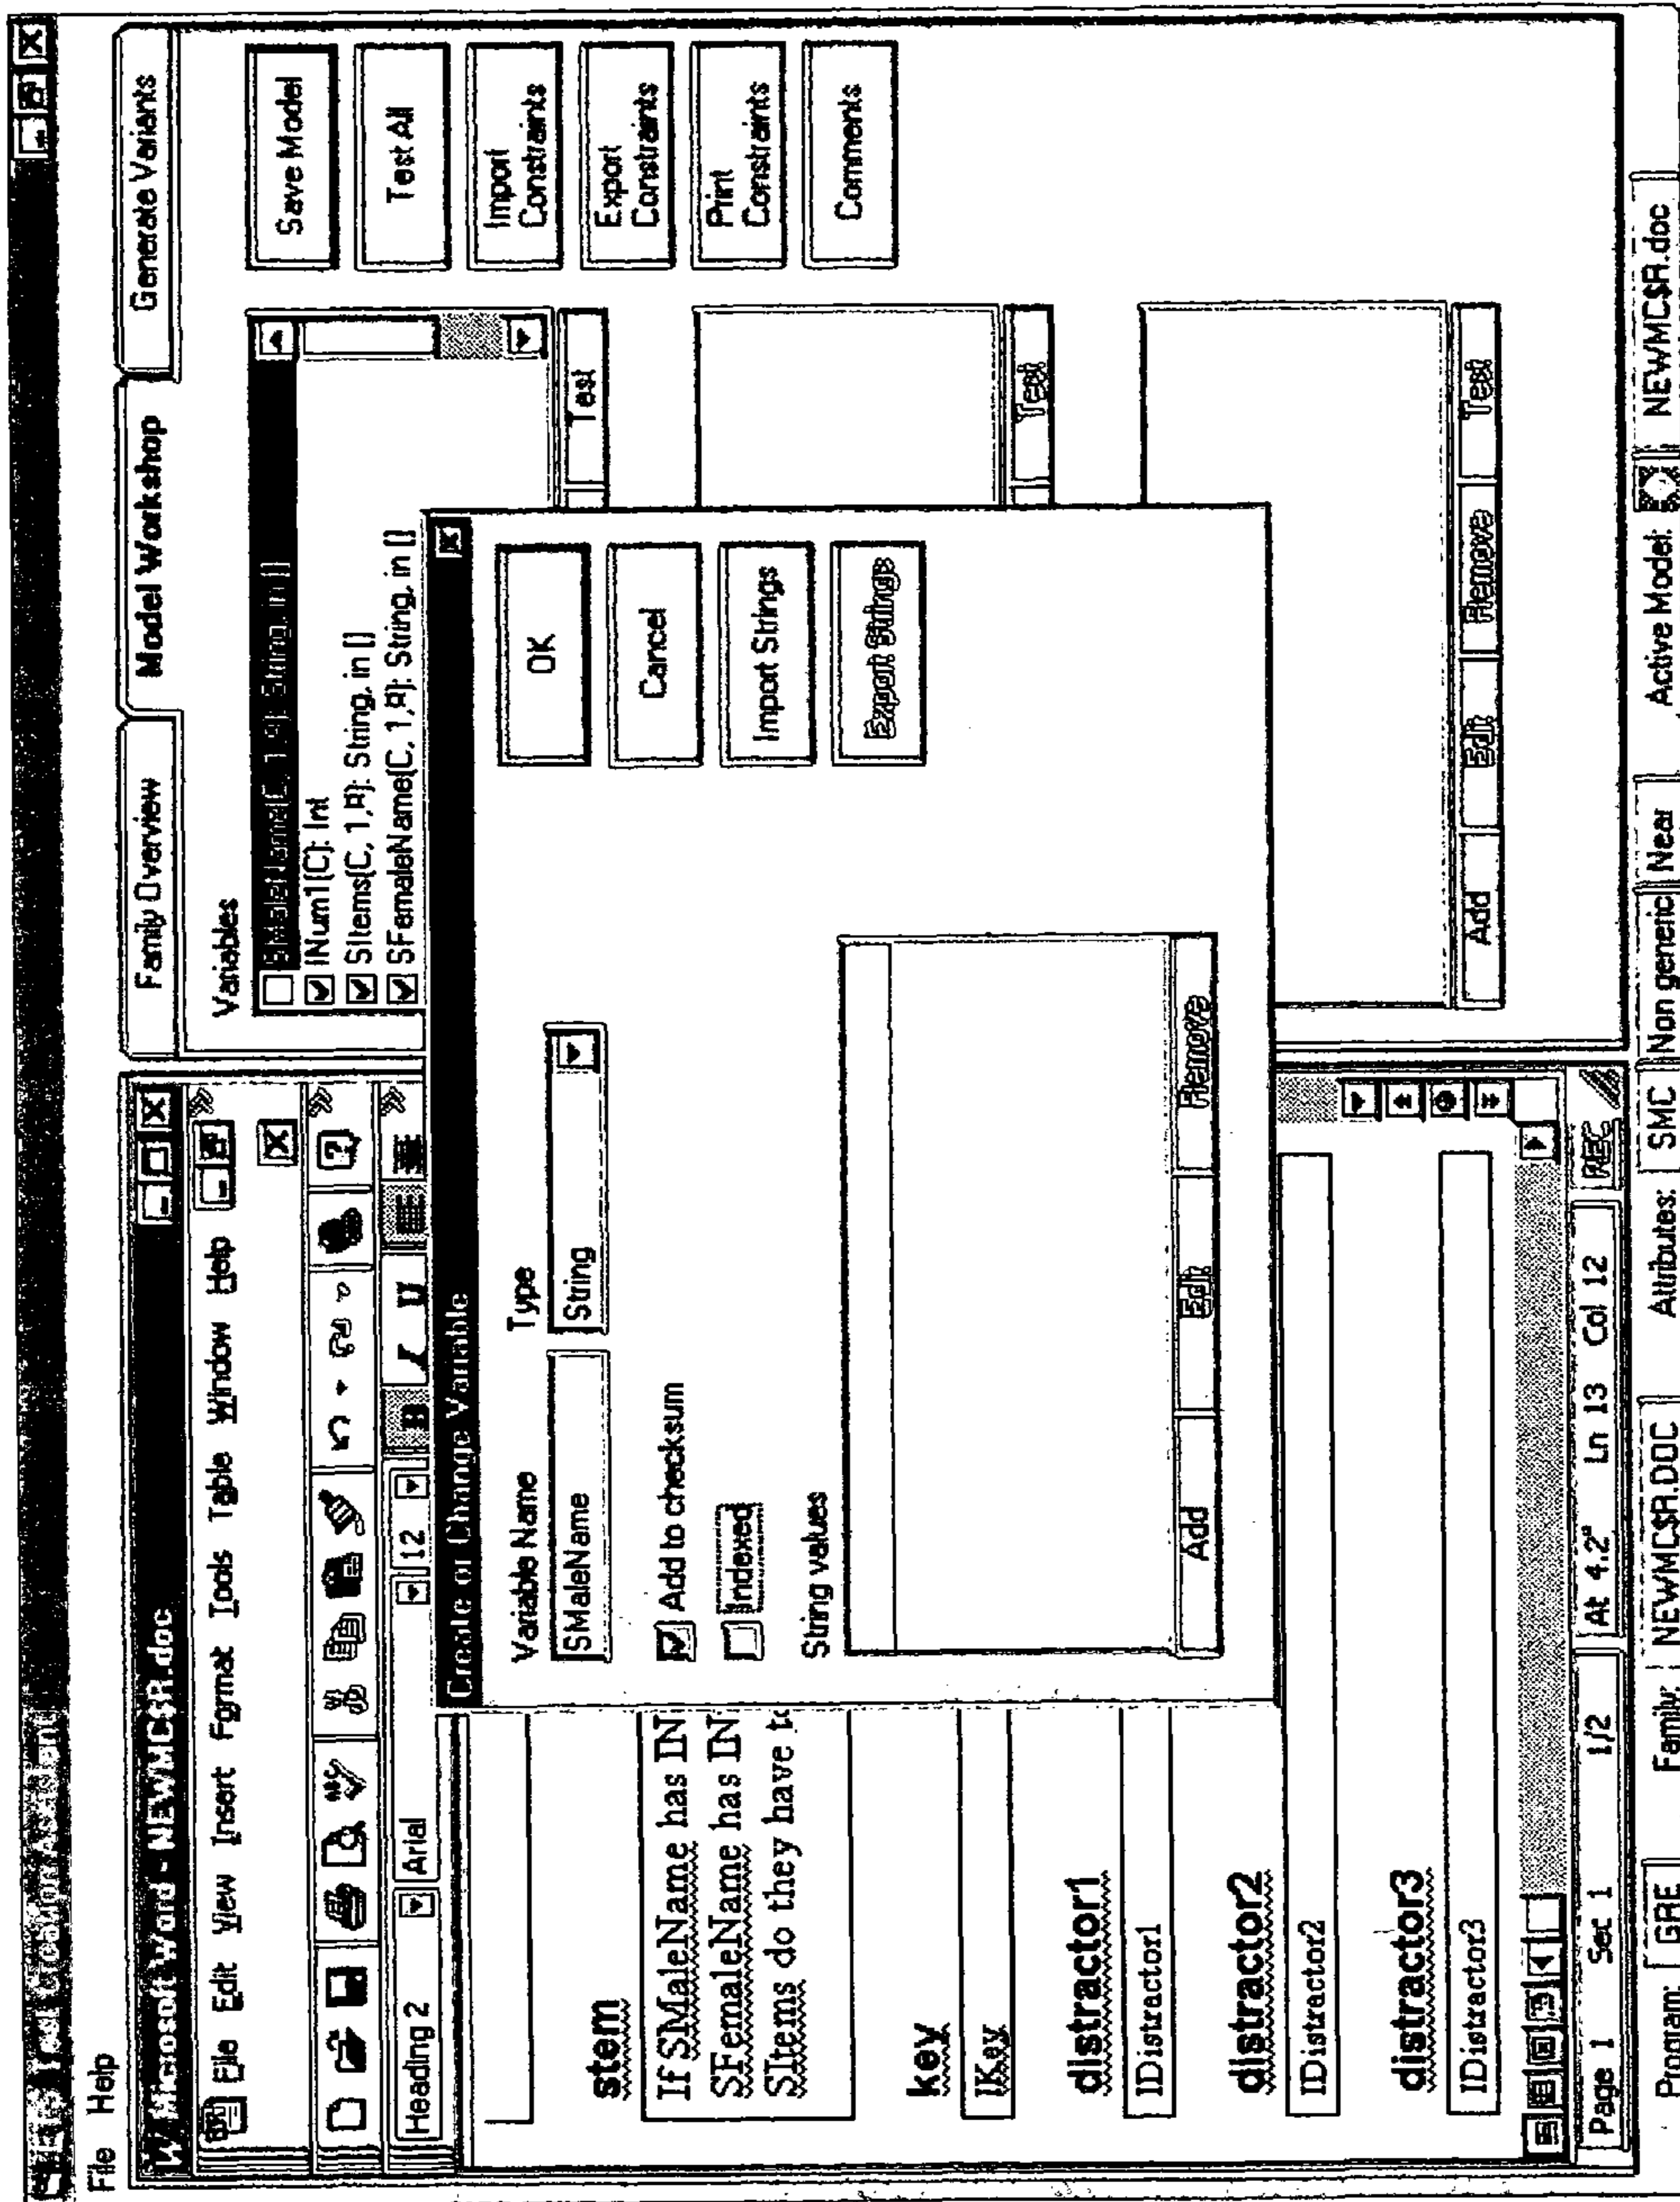 File Help
Microsoft Word - NEWMC$R.doc
File Edit View Insert Format Tools Table Window Help
Heading 2 Arial 12 B I U
stem
If SMaleName has IN
SFemaleName has IN
SItems do they have to
key
IKey
distractor1
IDistractor1
distractor2
IDistractor2
distractor3
IDistractor3
Page 1 Sec 1 1/2 At 4.2" Ln 13 Col 12 REC
Family Overview
Model Workshop
Generate Variants
Variables
SMaleName(C, 1,R): String, in []
INum1(C): Int
SItems(C, 1,R): String, in []
SFemaleName(C, 1,R): String, in []
Test
Test
Add Edit Remove Test
Save Model
Test All
Import
Constraints
Export
Constraints
Print
Constraints
Comments
Create or Change Variable
Variable Name
SMaleName
Type
String
Add to checksum
Indexed
String values
Add Edit Remove
OK
Cancel
Import Strings
Export Strings
Program: GRE Family: NEWMC$R.DOC Attributes: SMC Non generic Near Active Model: NEWMC$R.doc